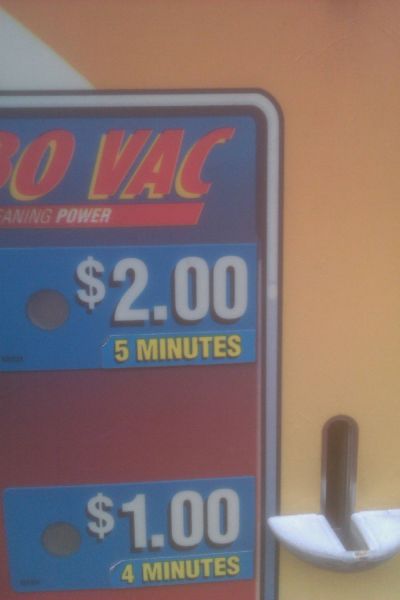 BO VAC
EANING POWER
$2.00
5 MINUTES
$1.00
4 MINUTES